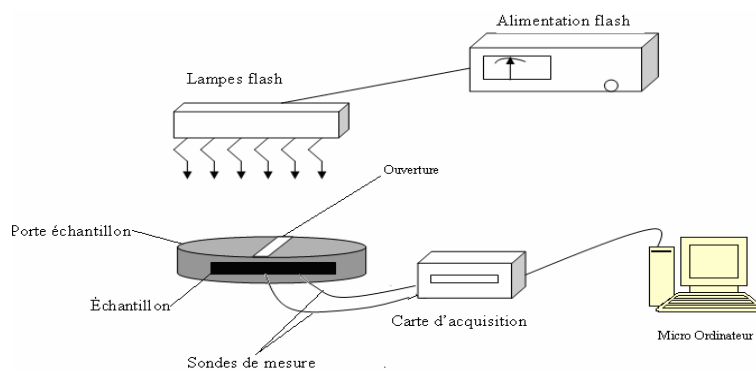 Alimentation flash
Lampes flash
Ouverture
Porte échantillon
Échantillon
Carte d'acquisition
Micro Ordinateur
Sondes de mesure